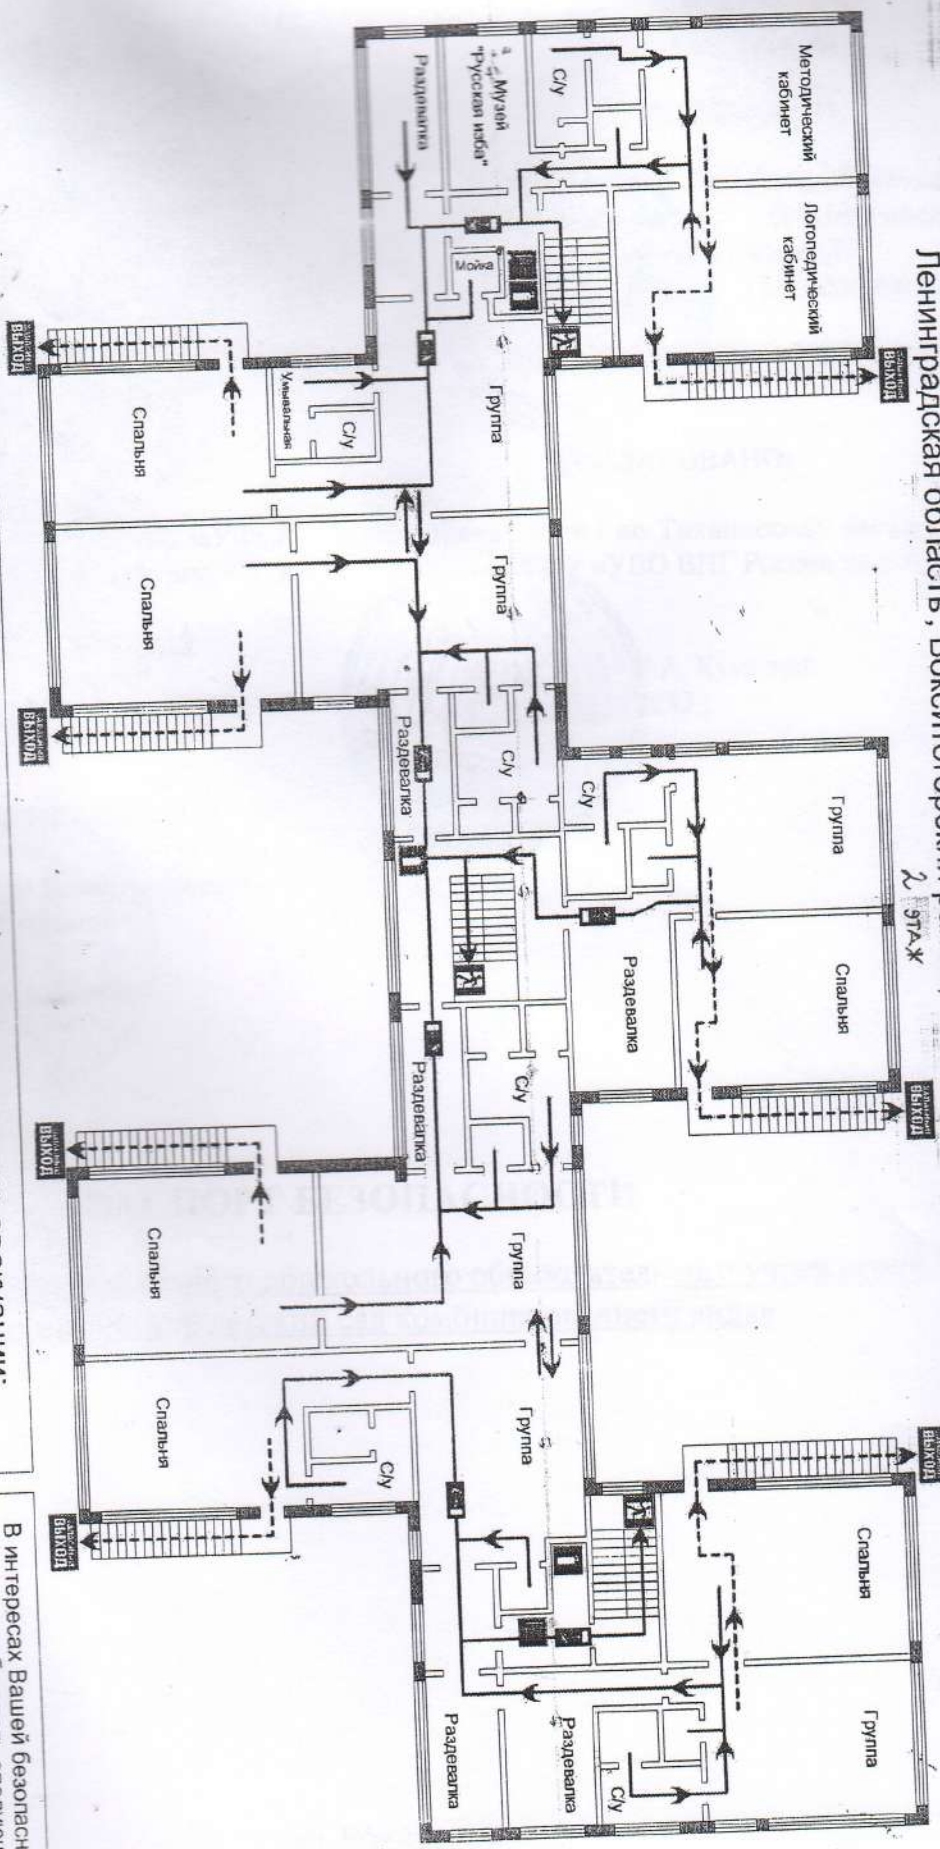 Ленинградская область, Бокситогорский р
2 этаж
Методический
кабинет
Логопедический
кабинет
С/у
Музей
"Русская изба"
Раздевалка
Мойка
Группа
Умывальная
С/у
Спальня
ВЫХОД
ВЫХОД
Группа
Спальня
ВЫХОД
С/у
Раздевалка
Группа
Спальня
С/у
Раздевалка
ВЫХОД
С/у
Раздевалка
Группа
Спальня
ВЫХОД
Группа
Спальня
С/у
ВЫХОД
Спальня
Группа
ВЫХОД
С/у
Раздевалка
Раздевалка
ПОРТ БЕЗОПАСНОСТИ
В интересах Вашей безопасн